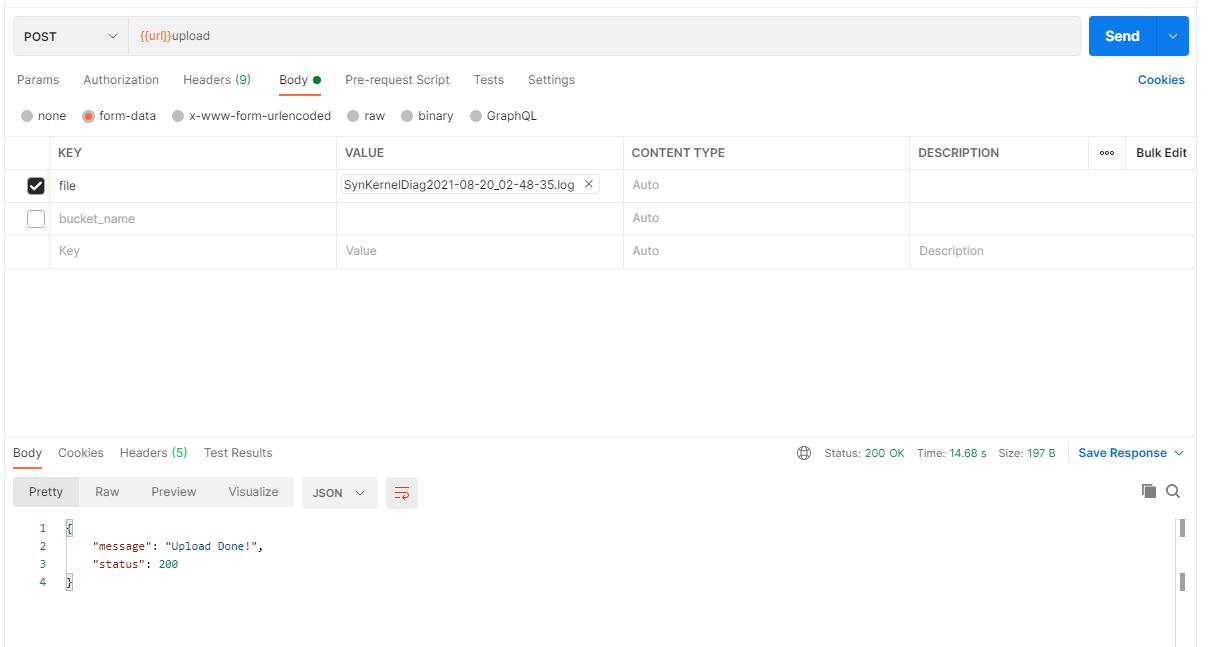 POST {{url}}upload Send
Params Authorization Headers (9) Body Pre-request Script Tests Settings Cookies
none form-data x-www-form-urlencoded raw binary GraphQL
KEY VALUE CONTENT TYPE DESCRIPTION ooo Bulk Edit
file SynKernelDiag2021-08-20_02-48-35.log × Auto
bucket_name Auto
Key Value Auto Description
Body Cookies Headers (5) Test Results Status: 200 OK Time: 14.68 s Size: 197 B Save Response
Pretty Raw Preview Visualize JSON
1 {
2 "message": "Upload Done!",
3 "status": 200
4 }